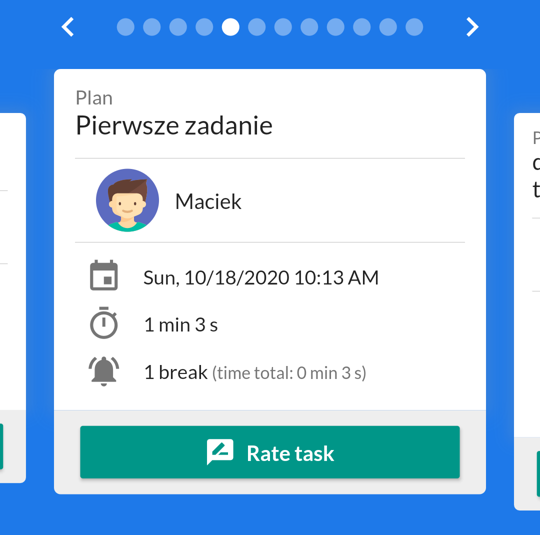 Plan
Pierwsze zadanie
Maciek
Sun, 10/18/2020 10:13 AM
1 min 3 s
1 break (time total: 0 min 3 s)
Rate task